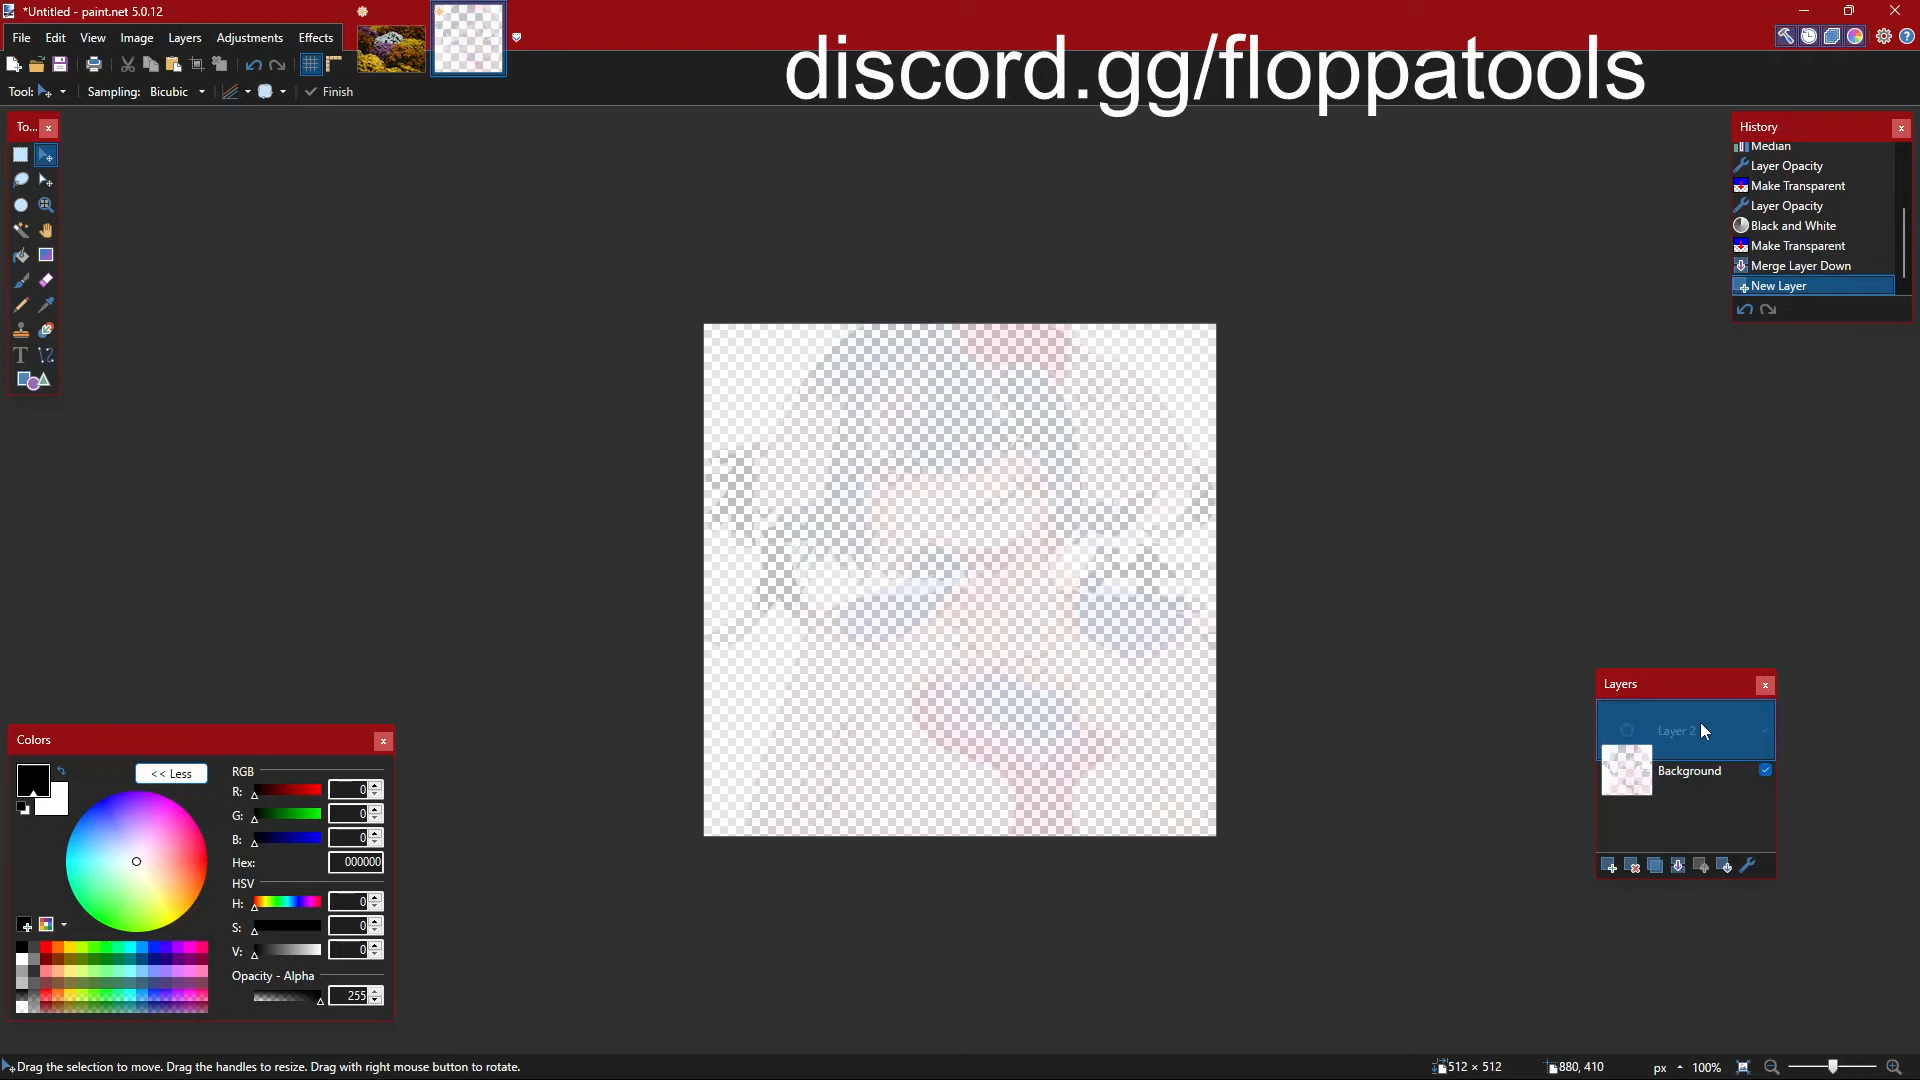 *Untitled - paint.net 5.0.12
File Edit View Image Layers Adjustments Effects
discord.gg/floppatools
Tool: Sampling: Bicubic Finish
To...
History
Median
Layer Opacity
Make Transparent
Layer Opacity
Black and White
Make Transparent
Merge Layer Down
New Layer
Layers
Layer 2
Background
Colors
<< Less
RGB
R: 0
G: 0
B: 0
Hex: 000000
HSV
H: 0
S: 0
V: 0
Opacity - Alpha
255
Drag the selection to move. Drag the handles to resize. Drag with right mouse button to rotate.
512 × 512
880, 410
px
100%